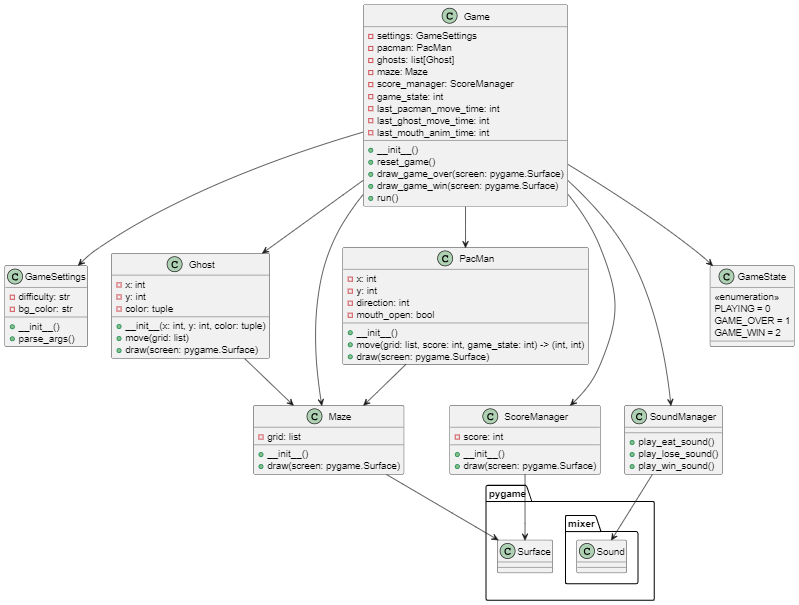 C Game
settings: GameSettings
pacman: PacMan
ghosts: list[Ghost]
maze: Maze
score_manager: ScoreManager
game_state: int
last_pacman_move_time: int
last_ghost_move_time: int
last_mouth_anim_time: int
__init__()
reset_game()
draw_game_over(screen: pygame.Surface)
draw_game_win(screen: pygame.Surface)
run()
C GameSettings
difficulty: str
bg_color: str
__init__()
parse_args()
C Ghost
x: int
y: int
color: tuple
__init__(x: int, y: int, color: tuple)
move(grid: list)
draw(screen: pygame.Surface)
C PacMan
x: int
y: int
direction: int
mouth_open: bool
__init__()
move(grid: list, score: int, game_state: int) -> (int, int)
draw(screen: pygame.Surface)
C GameState
«enumeration»
PLAYING = 0
GAME_OVER = 1
GAME_WIN = 2
C Maze
grid: list
__init__()
draw(screen: pygame.Surface)
C ScoreManager
score: int
__init__()
draw(screen: pygame.Surface)
C SoundManager
play_eat_sound()
play_lose_sound()
play_win_sound()
pygame
C Surface
mixer
C Sound